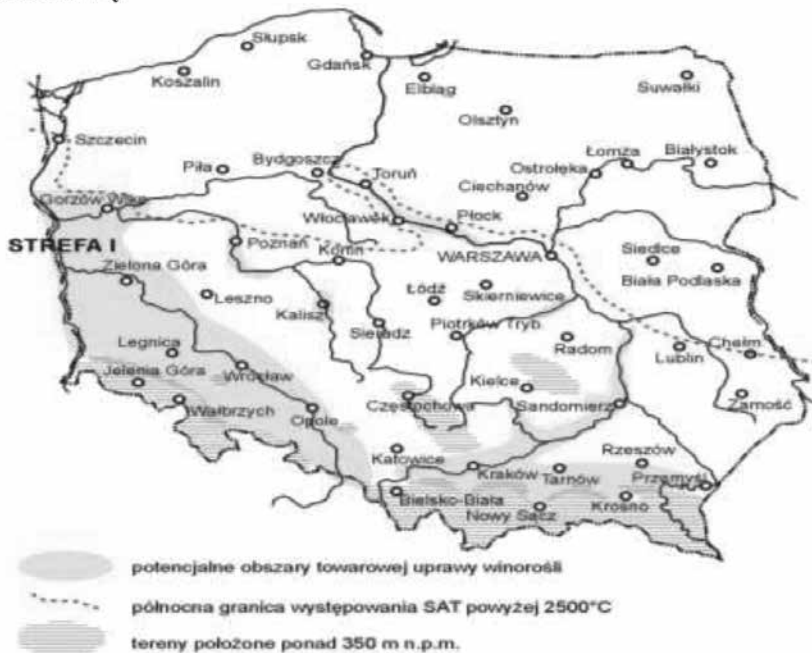 Słupsk
Gdańsk
Koszalin
Elbląg
Suwałki
Olsztyn
Szczecin
Łomża
Białystok
Bydgoszcz
Ostrołęka
Piła
Toruń
Ciechanów
Gorzów Wlkp
Włocławek
Płock
STREFA I
Poznań
Konin
WARSZAWA
Siedlce
Zielona Góra
Biała Podlaska
Łódź
Skierniewice
Leszno
Kalisz
Sieradz
Piotrków Tryb.
Legnica
Radom
Lublin
Chełm
Jelenia Góra
Wrocław
Kielce
Wałbrzych
Częstochowa
Sandomierz
Zamość
Opole
Katowice
Rzeszów
Kraków
Tarnów
Przemyśl
Bielsko-Biała
Nowy Sącz
Krosno
potencjalne obszary towarowej uprawy winorośli
północna granica występowania SAT powyżej 2500°C
tereny położone ponad 350 m n.p.m.